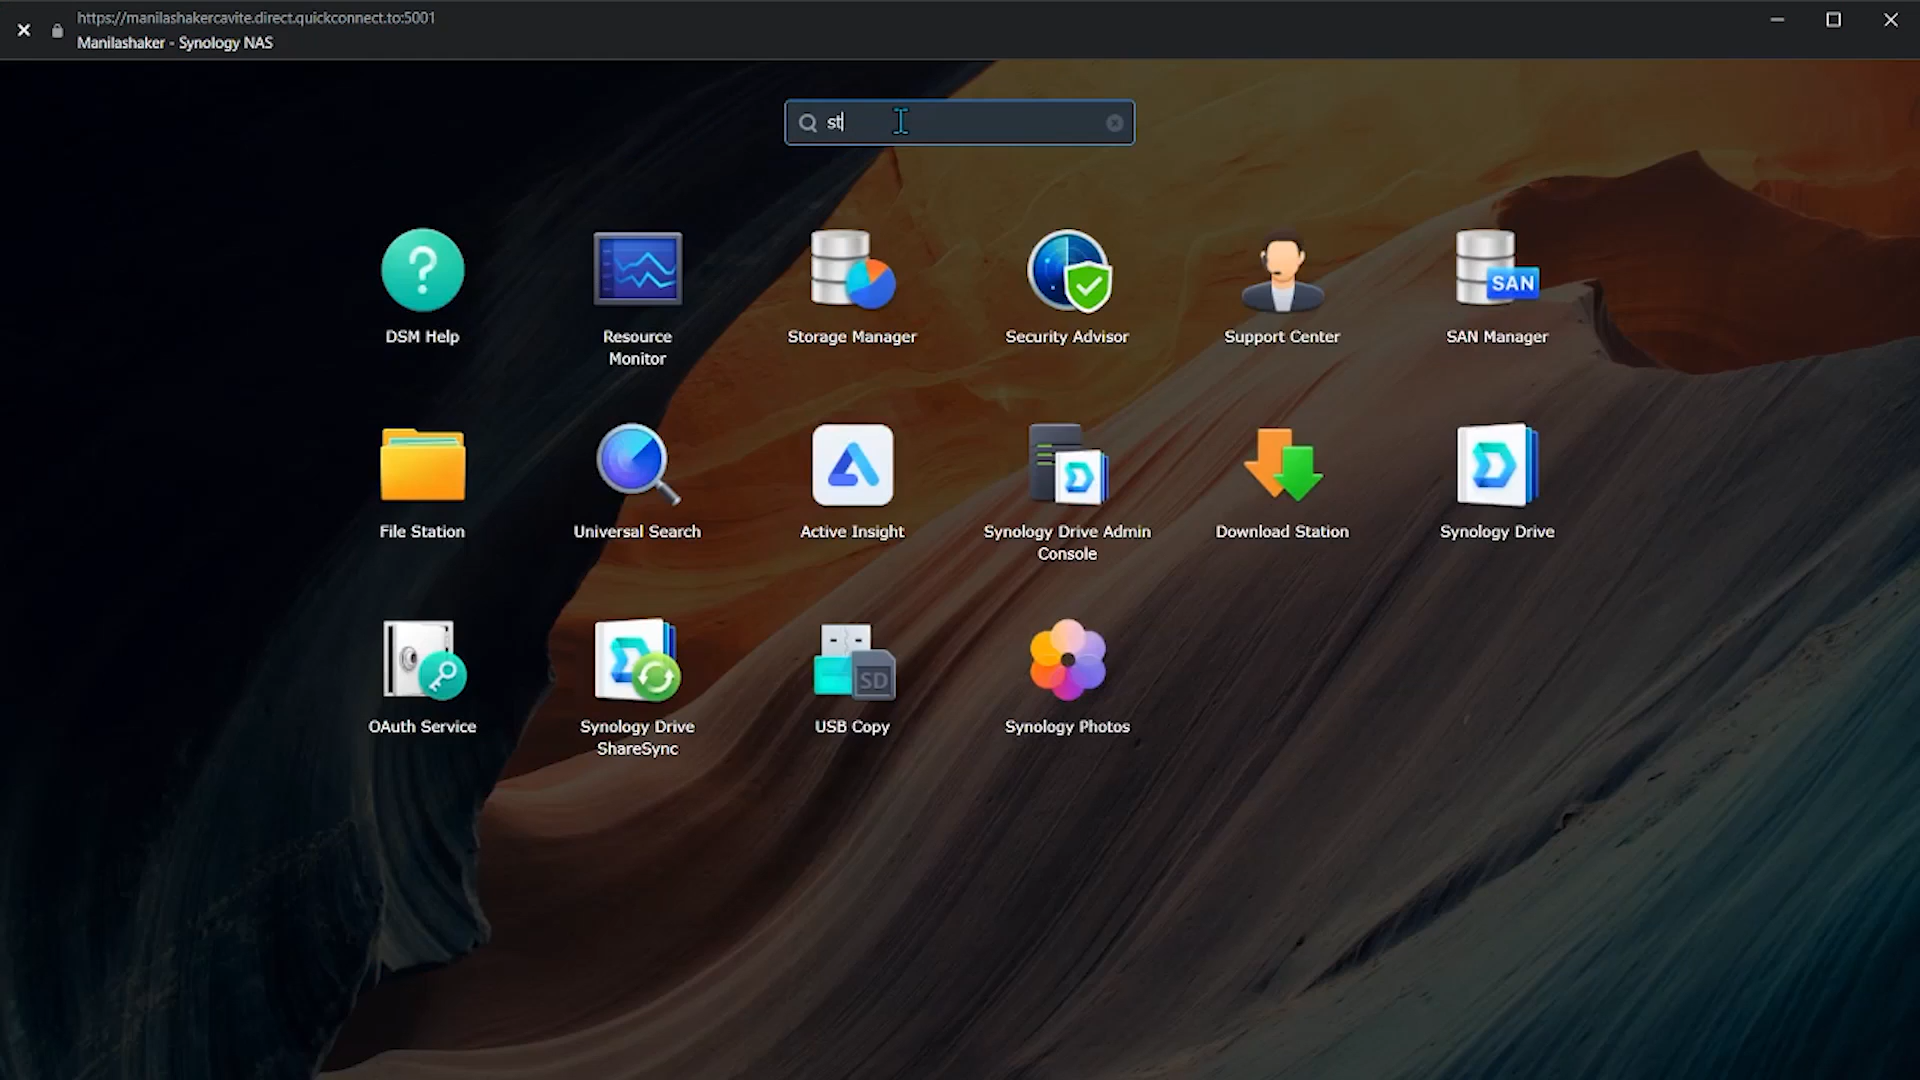 https://manilashakercavite.direct.quickconnect.to:5001
Manilashaker - Synology NAS
st
DSM Help
Resource
Monitor
Storage Manager
Security Advisor
Support Center
SAN
SAN Manager
File Station
Universal Search
Active Insight
Synology Drive Admin
Console
Download Station
Synology Drive
OAuth Service
Synology Drive
ShareSync
SD
USB Copy
Synology Photos